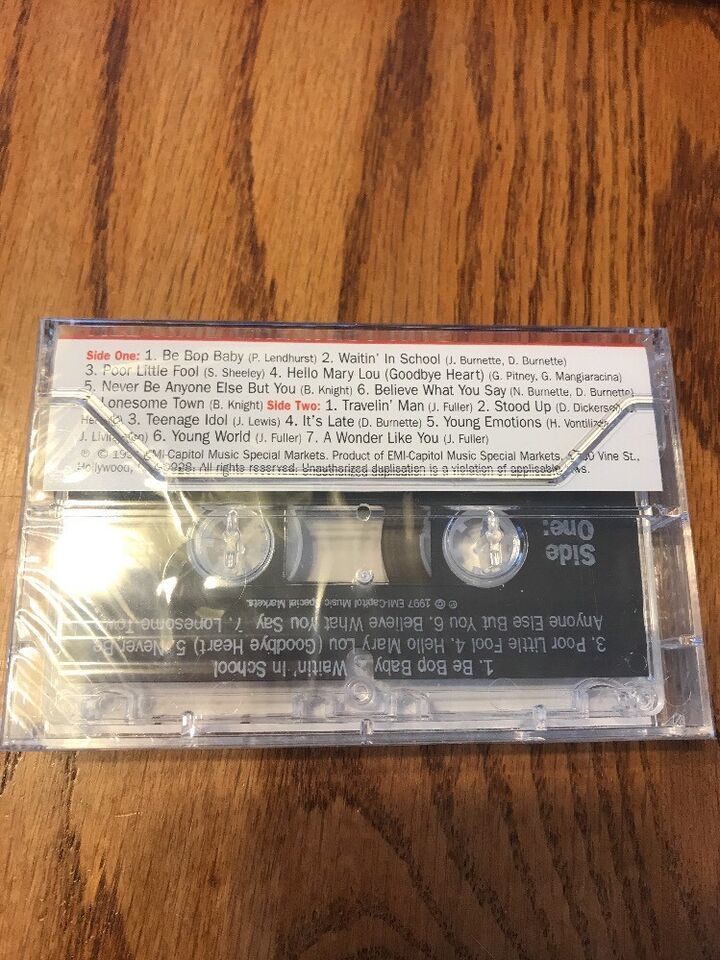 Side One: 1. Be Bop Baby (P. Lendhurst) 2. Waitin' In School (J. Burnette, D. Burnette)
3. Poor Little Fool (S. Sheeley) 4. Hello Mary Lou (Goodbye Heart) (G. Pitney, G. Mangiaracina)
5. Never Be Anyone Else But You (B. Knight) 6. Believe What You Say (N. Burnette, D. Burnette)
Lonesome Town (B. Knight) Side Two: 1. Travelin' Man (J. Fuller) 2. Stood Up (D. Dickerson,
3. Teenage Idol (J. Lewis) 4. It's Late (D. Burnette) 5. Young Emotions (H.
J. 6. Young World (J. Fuller) 7. A Wonder Like You (J. Fuller)
℗ © EMI-Capitol Music Special Markets. Product of EMI-Capitol Music Special Markets, Vine St.,
Hollywood, All rights reserved. Unauthorized duplication is a violation of applicable laws.
Side
One:
1. Be Bop Baby Waitin' In School
3. Poor Little Fool 4. Hello Mary Lou (Goodbye Heart) 5. Never Be
Anyone Else But You 6. Believe What You Say 7. Lonesome Town
℗ © 1997 EMI-Capitol Music Special Markets.